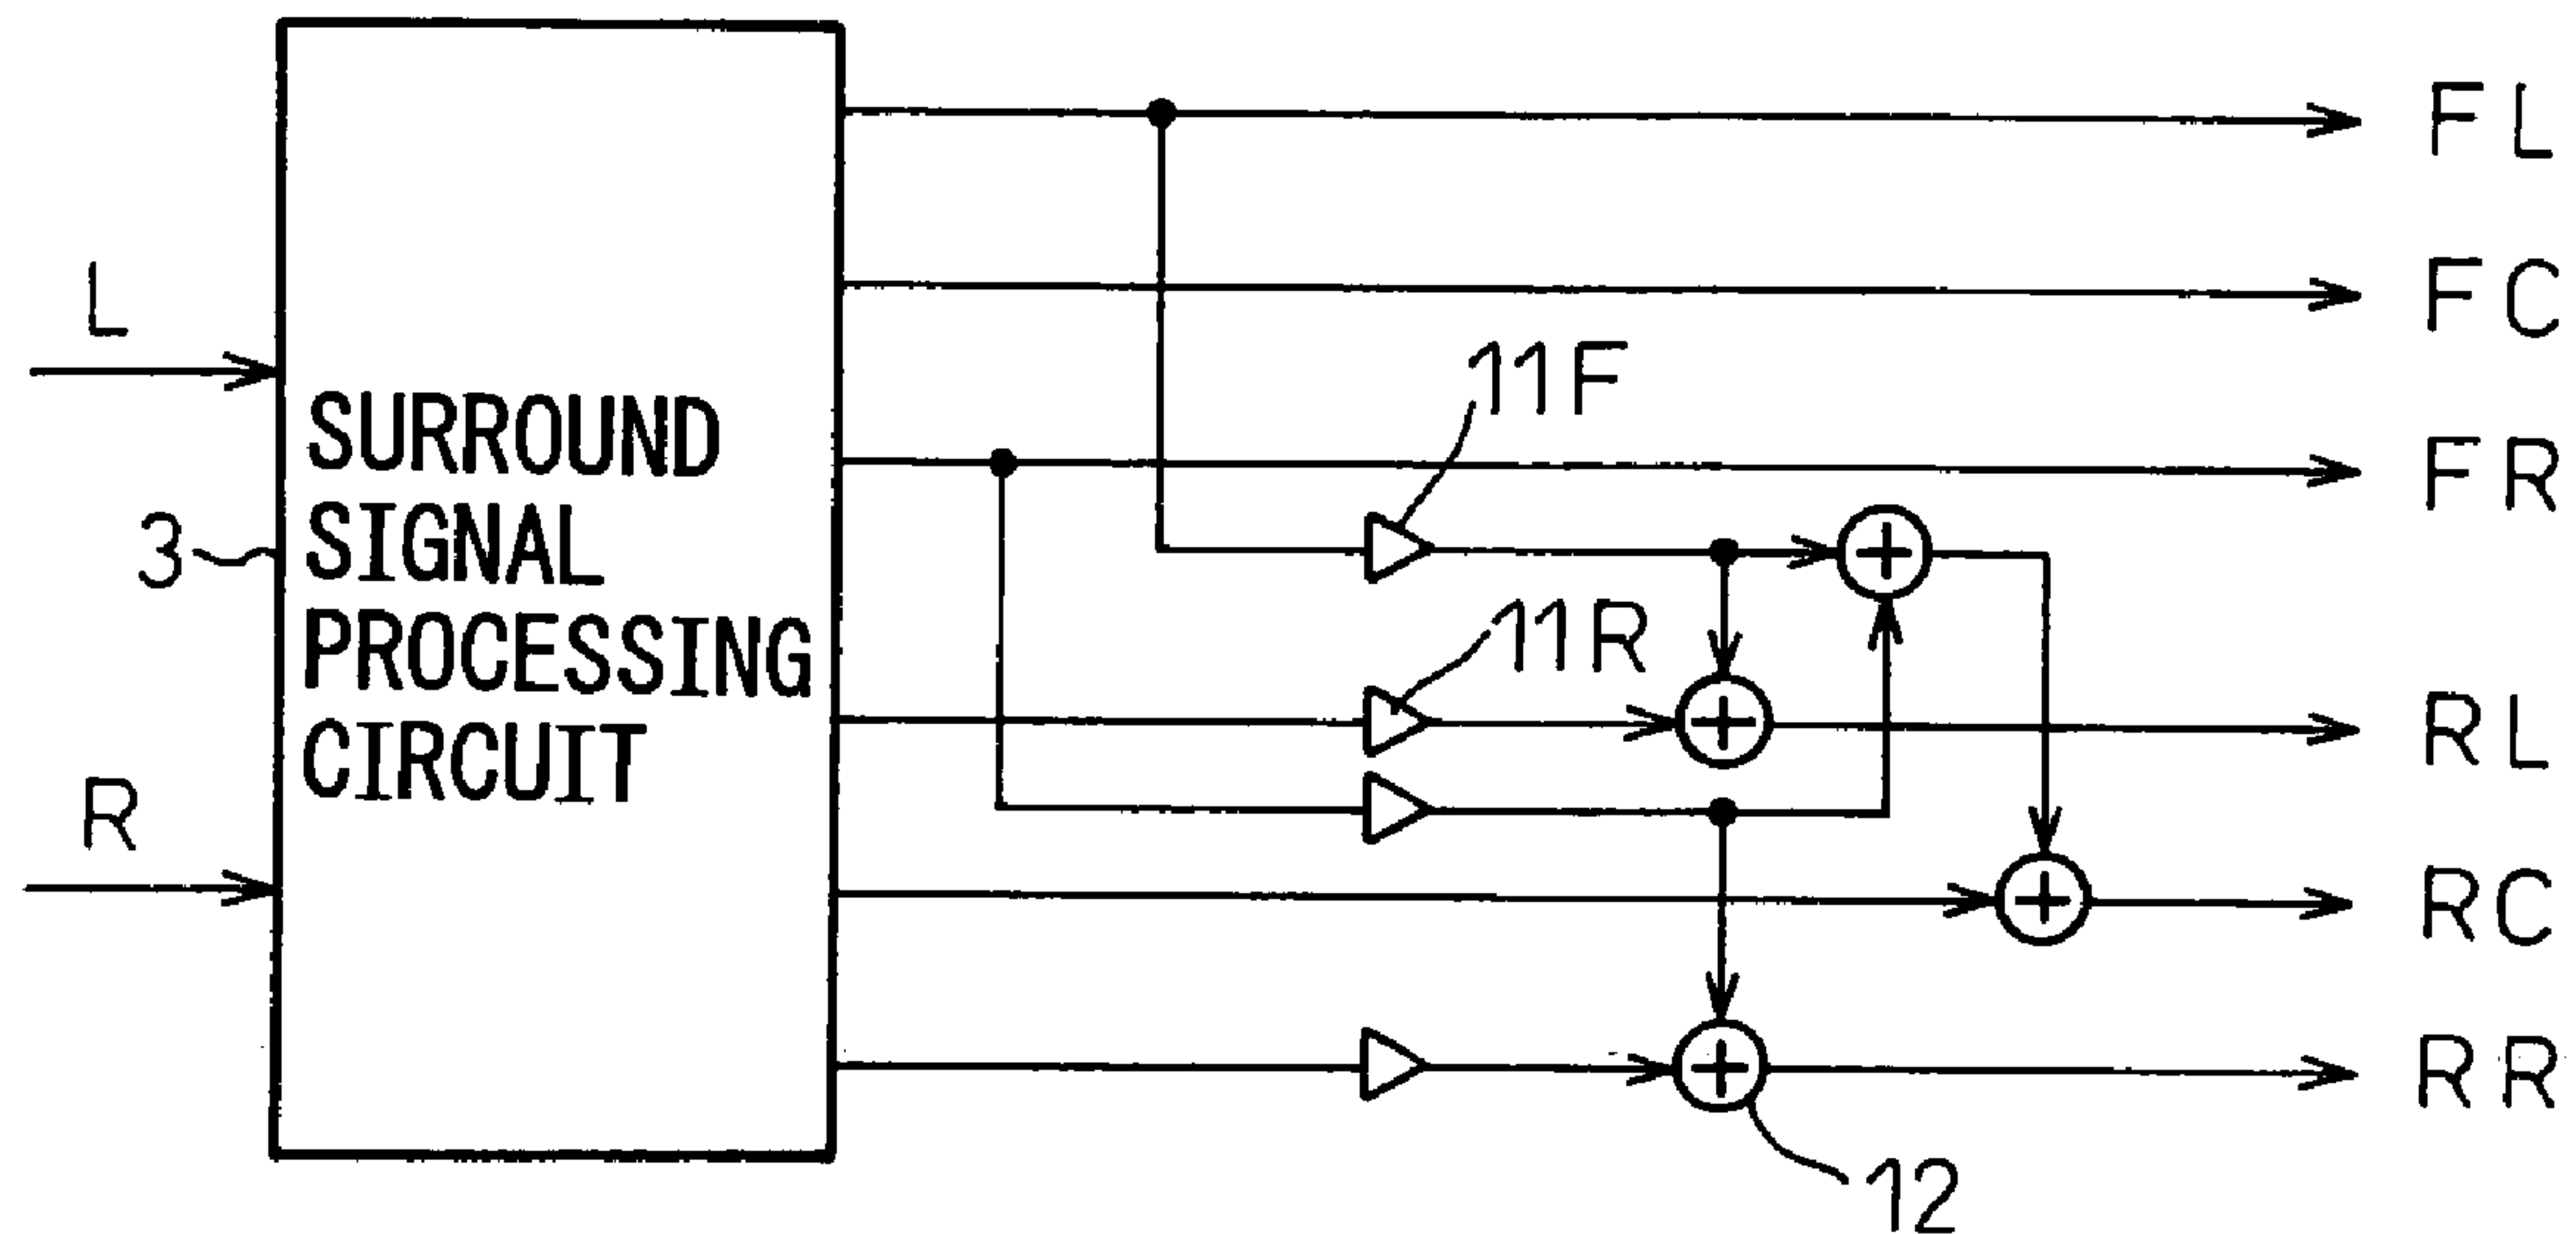 L
R
3
SURROUND
SIGNAL
PROCESSING
CIRCUIT
11F
11R
12
FL
FC
FR
RL
RC
RR